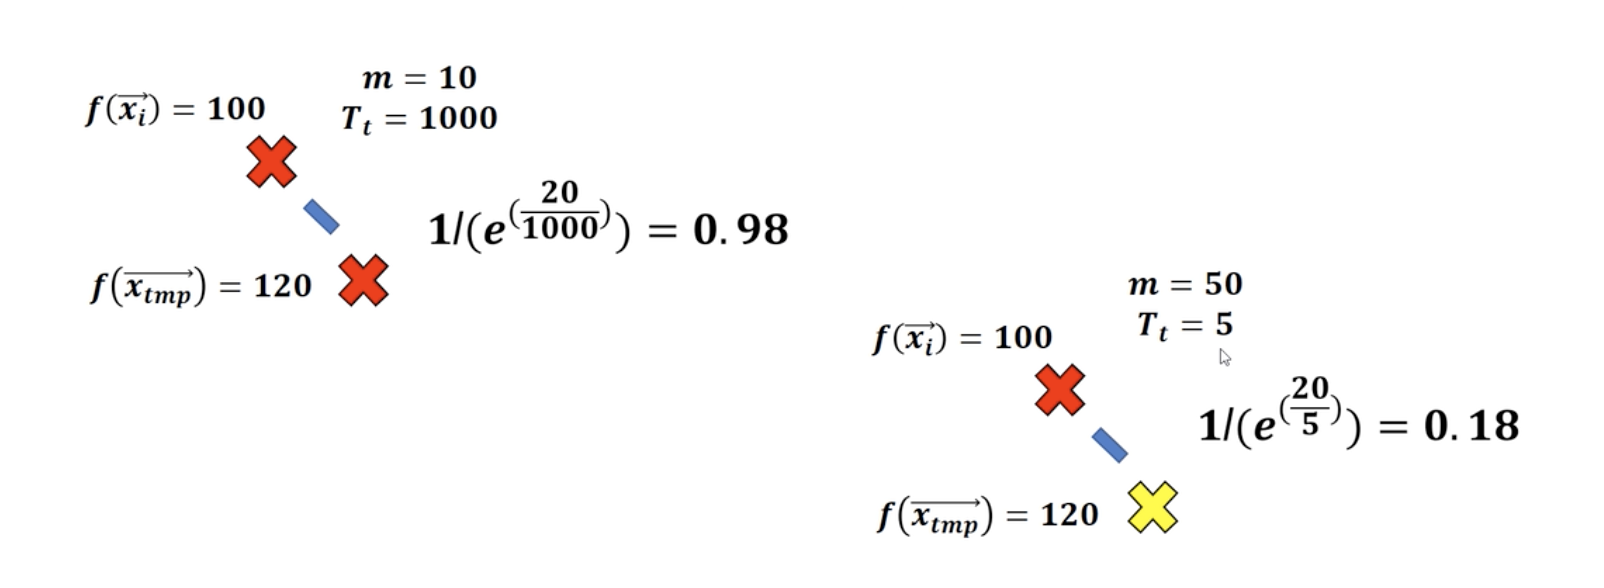 m = 10
f(x⃗ᵢ) = 100
Tₜ = 1000
1/(e^(20/1000)) = 0.98
f(x⃗ₜₘₚ) = 120
m = 50
Tₜ = 5
f(x⃗ᵢ) = 100
1/(e^(20/5)) = 0.18
f(x⃗ₜₘₚ) = 120